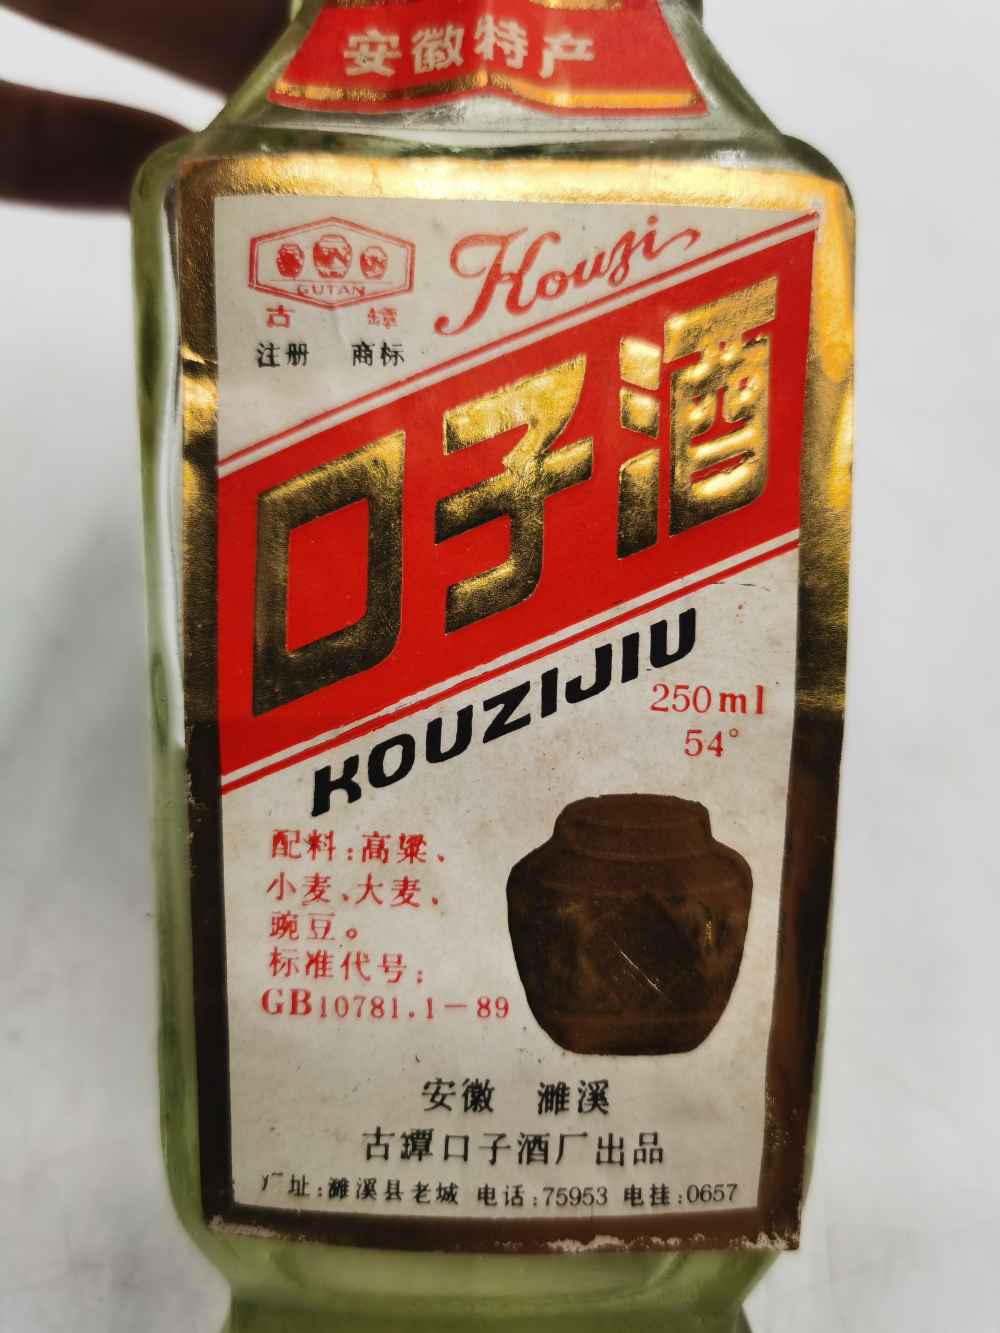 安徽特产
GUTAN
古罈
注册 商标
Kouzi
口子酒
KOUZIJIU
250ml
54°
配料:高粱、
小麦、大麦、
豌豆。
标准代号:
GB10781.1-89
安徽 濉溪
古罈口子酒厂出品
厂址:濉溪县老城 电话:75953 电挂:0657